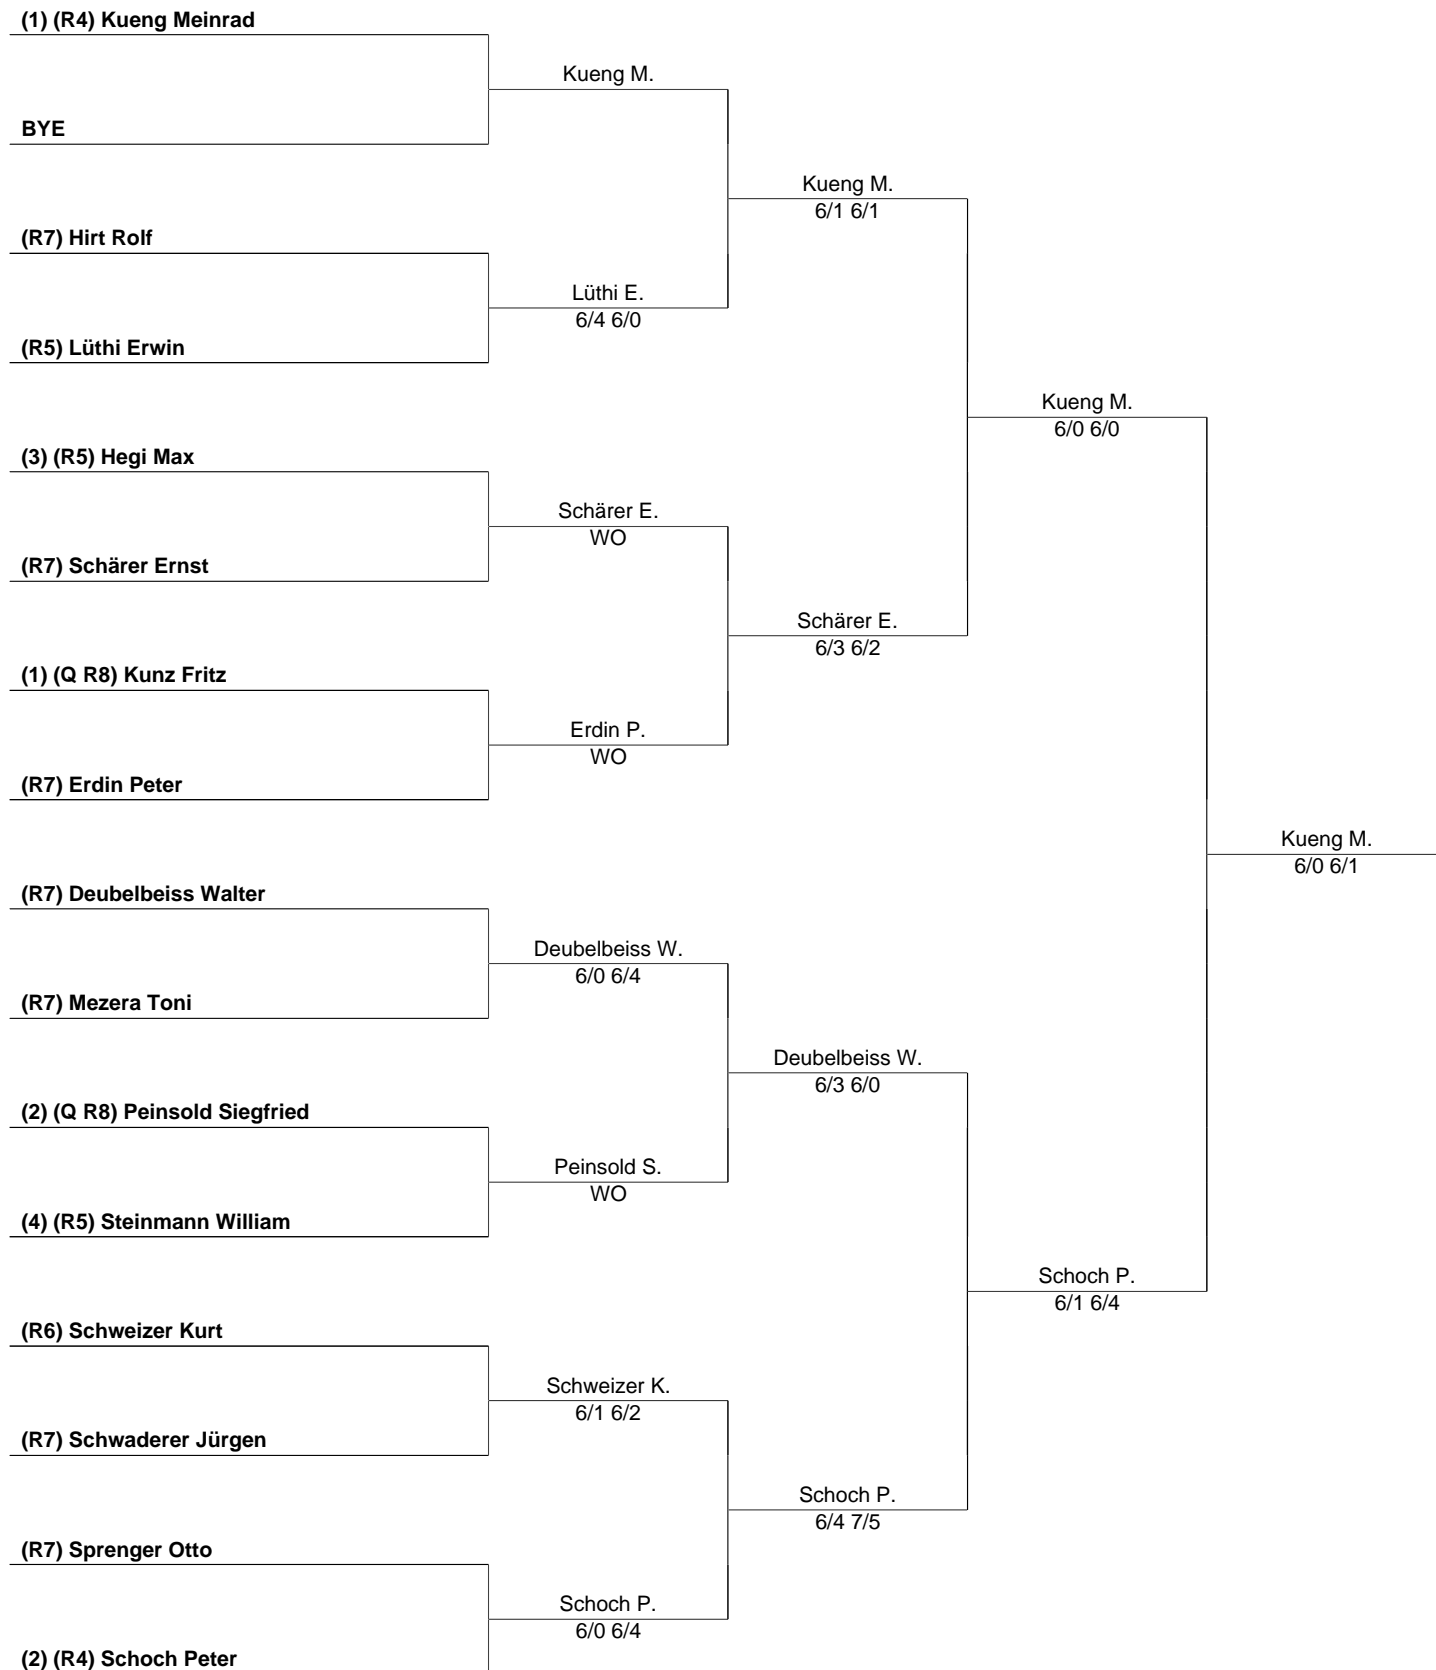 (1) (R4) Kueng Meinrad
Kueng M.
BYE
Kueng M.
6/1 6/1
(R7) Hirt Rolf
Lüthi E.
6/4 6/0
(R5) Lüthi Erwin
Kueng M.
6/0 6/0
(3) (R5) Hegi Max
Schärer E.
WO
(R7) Schärer Ernst
Schärer E.
6/3 6/2
(1) (Q R8) Kunz Fritz
Erdin P.
WO
(R7) Erdin Peter
Kueng M.
6/0 6/1
(R7) Deubelbeiss Walter
Deubelbeiss W.
6/0 6/4
(R7) Mezera Toni
Deubelbeiss W.
6/3 6/0
(2) (Q R8) Peinsold Siegfried
Peinsold S.
WO
(4) (R5) Steinmann William
Schoch P.
6/1 6/4
(R6) Schweizer Kurt
Schweizer K.
6/1 6/2
(R7) Schwaderer Jürgen
Schoch P.
6/4 7/5
(R7) Sprenger Otto
Schoch P.
6/0 6/4
(2) (R4) Schoch Peter